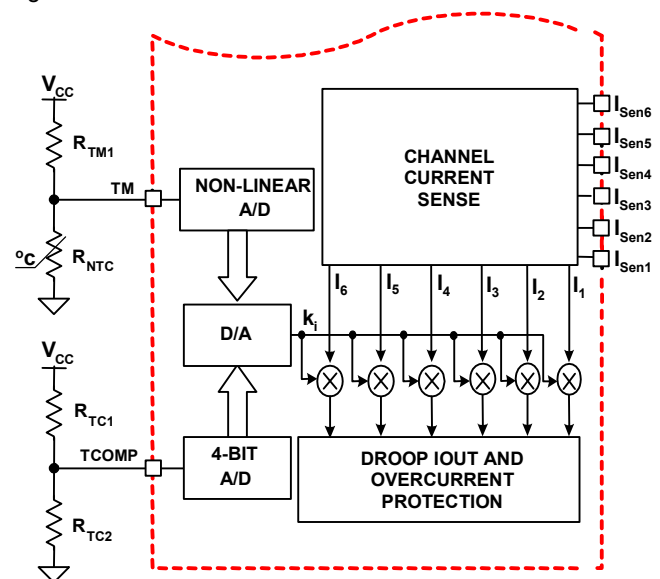 V_CC
R_TM1
TM
°C
R_NTC
NON-LINEAR
A/D
CHANNEL
CURRENT
SENSE
I_Sen6
I_Sen5
I_Sen4
I_Sen3
I_Sen2
I_Sen1
I_6
I_5
I_4
I_3
I_2
I_1
D/A
k_i
V_CC
R_TC1
TCOMP
R_TC2
4-BIT
A/D
DROOP IOUT AND
OVERCURRENT
PROTECTION